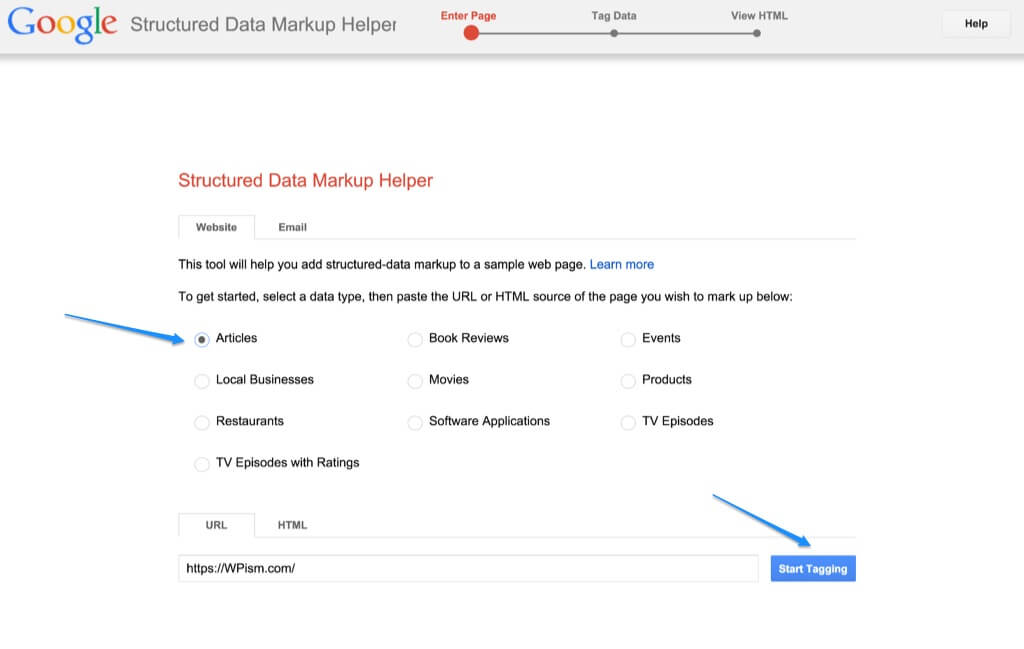 Google Structured Data Markup Helper
Enter Page Tag Data View HTML
Help
Structured Data Markup Helper
Website Email
This tool will help you add structured-data markup to a sample web page. Learn more
To get started, select a data type, then paste the URL or HTML source of the page you wish to mark up below:
Articles Book Reviews Events
Local Businesses Movies Products
Restaurants Software Applications TV Episodes
TV Episodes with Ratings
URL HTML
https://WPism.com/ Start Tagging